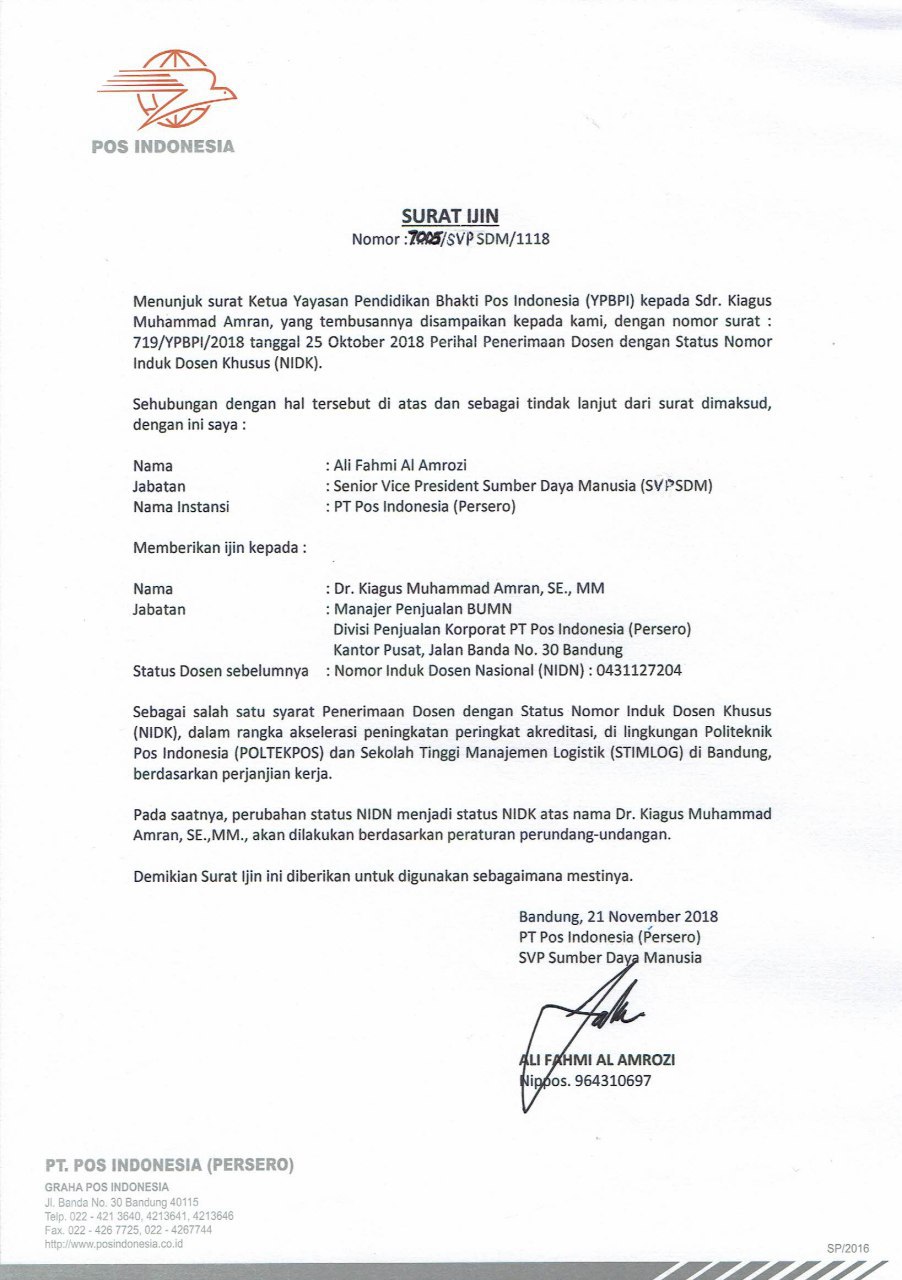 POS INDONESIA
SURAT IJIN
Nomor :7005/SVPSDM/1118
Menunjuk surat Ketua Yayasan Pendidikan Bhakti Pos Indonesia (YPBPI) kepada Sdr. Kiagus
Muhammad Amran, yang tembusannya disampaikan kepada kami, dengan nomor surat :
719/YPBPI/2018 tanggal 25 Oktober 2018 Perihal Penerimaan Dosen dengan Status Nomor
Induk Dosen Khusus (NIDK).
Sehubungan dengan hal tersebut di atas dan sebagai tindak lanjut dari surat dimaksud,
dengan ini saya :
Nama : Ali Fahmi Al Amrozi
Jabatan : Senior Vice President Sumber Daya Manusia (SVPSDM)
Nama Instansi : PT Pos Indonesia (Persero)
Memberikan ijin kepada :
Nama : Dr. Kiagus Muhammad Amran, SE., MM
Jabatan : Manajer Penjualan BUMN
Divisi Penjualan Korporat PT Pos Indonesia (Persero)
Kantor Pusat, Jalan Banda No. 30 Bandung
Status Dosen sebelumnya : Nomor Induk Dosen Nasional (NIDN) : 0431127204
Sebagai salah satu syarat Penerimaan Dosen dengan Status Nomor Induk Dosen Khusus
(NIDK), dalam rangka akselerasi peningkatan peringkat akreditasi, di lingkungan Politeknik
Pos Indonesia (POLTEKPOS) dan Sekolah Tinggi Manajemen Logistik (STIMLOG) di Bandung,
berdasarkan perjanjian kerja.
Pada saatnya, perubahan status NIDN menjadi status NIDK atas nama Dr. Kiagus Muhammad
Amran, SE.,MM., akan dilakukan berdasarkan peraturan perundang-undangan.
Demikian Surat Ijin ini diberikan untuk digunakan sebagaimana mestinya.
Bandung, 21 November 2018
PT Pos Indonesia (Persero)
SVP Sumber Daya Manusia
ALI FAHMI AL AMROZI
Nippos. 964310697
PT. POS INDONESIA (PERSERO)
GRAHA POS INDONESIA
Jl. Banda No. 30 Bandung 40115
Telp. 022 - 421 3640, 4213641, 4213646
Fax. 022 - 426 7725, 022 - 4267744
http://www.posindonesia.co.id
SP/2016